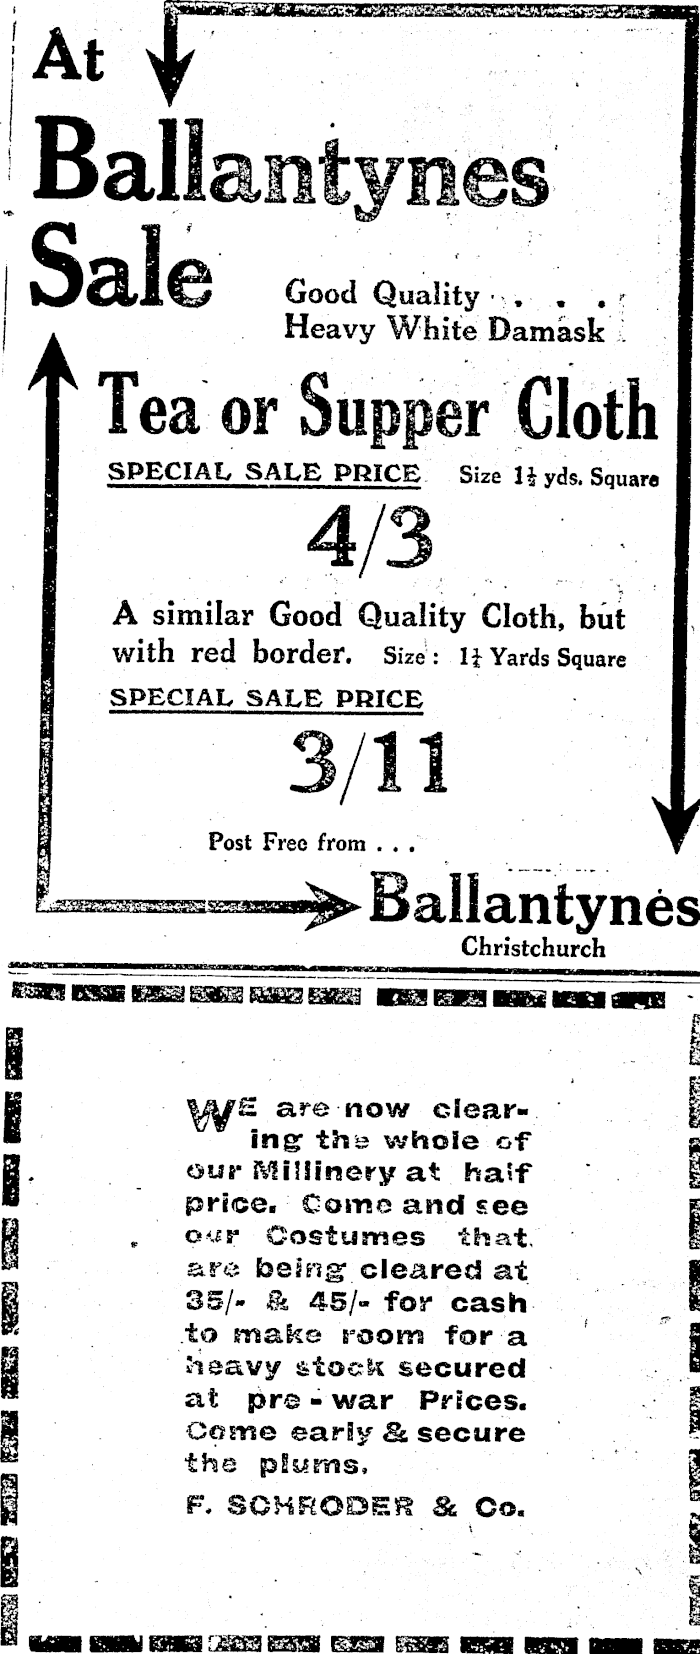 At
Ballantynes
Sale
Good Quality . . . .
Heavy White Damask
Tea or Supper Cloth
SPECIAL SALE PRICE Size 1½ yds. Square
4/3
A similar Good Quality Cloth, but
with red border. Size: 1¼ Yards Square
SPECIAL SALE PRICE
3/11
Post Free from . . .
Ballantynes
Christchurch
WE are now clear-
ing the whole of
our Millinery at half
price. Come and see
our Costumes that
are being cleared at
35/- & 45/- for cash
to make room for a
heavy stock secured
at pre-war Prices.
Come early & secure
the plums.
F. SCHRODER & Co.